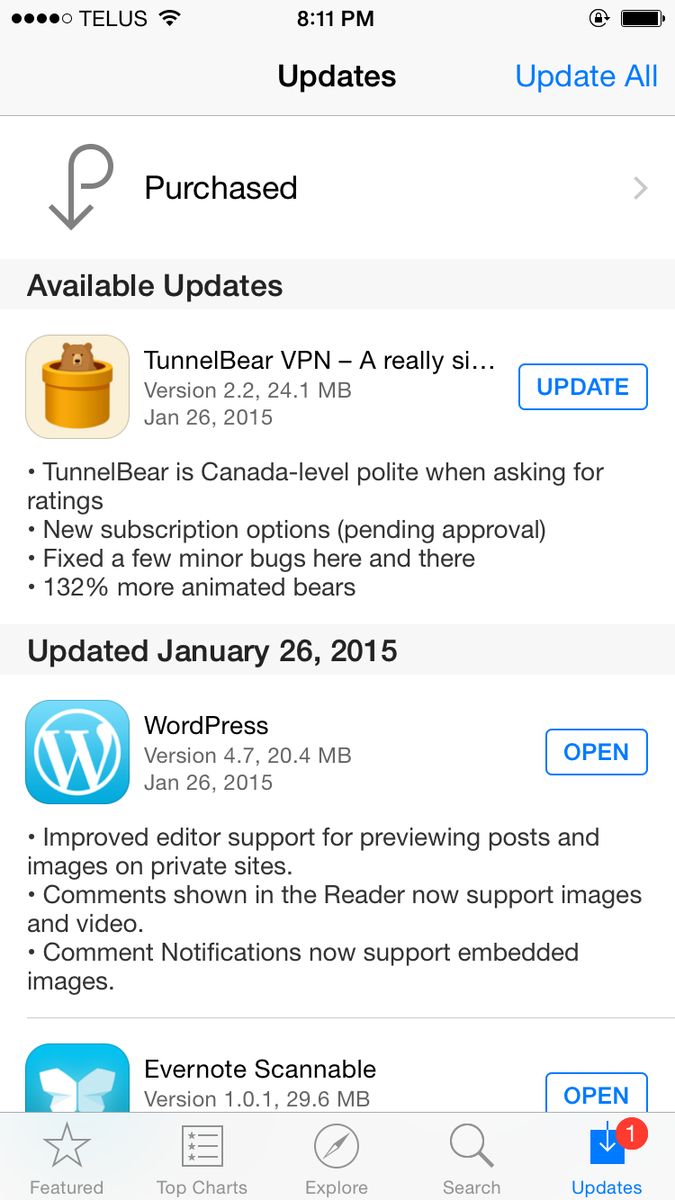 TELUS 8:11 PM
Updates Update All
Purchased
Available Updates
TunnelBear VPN – A really si...
Version 2.2, 24.1 MB
Jan 26, 2015
UPDATE
• TunnelBear is Canada-level polite when asking for
ratings
• New subscription options (pending approval)
• Fixed a few minor bugs here and there
• 132% more animated bears
Updated January 26, 2015
WordPress
Version 4.7, 20.4 MB
Jan 26, 2015
OPEN
• Improved editor support for previewing posts and
images on private sites.
• Comments shown in the Reader now support images
and video.
• Comment Notifications now support embedded
images.
Evernote Scannable
Version 1.0.1, 29.6 MB
OPEN
1
Featured Top Charts Explore Search Updates